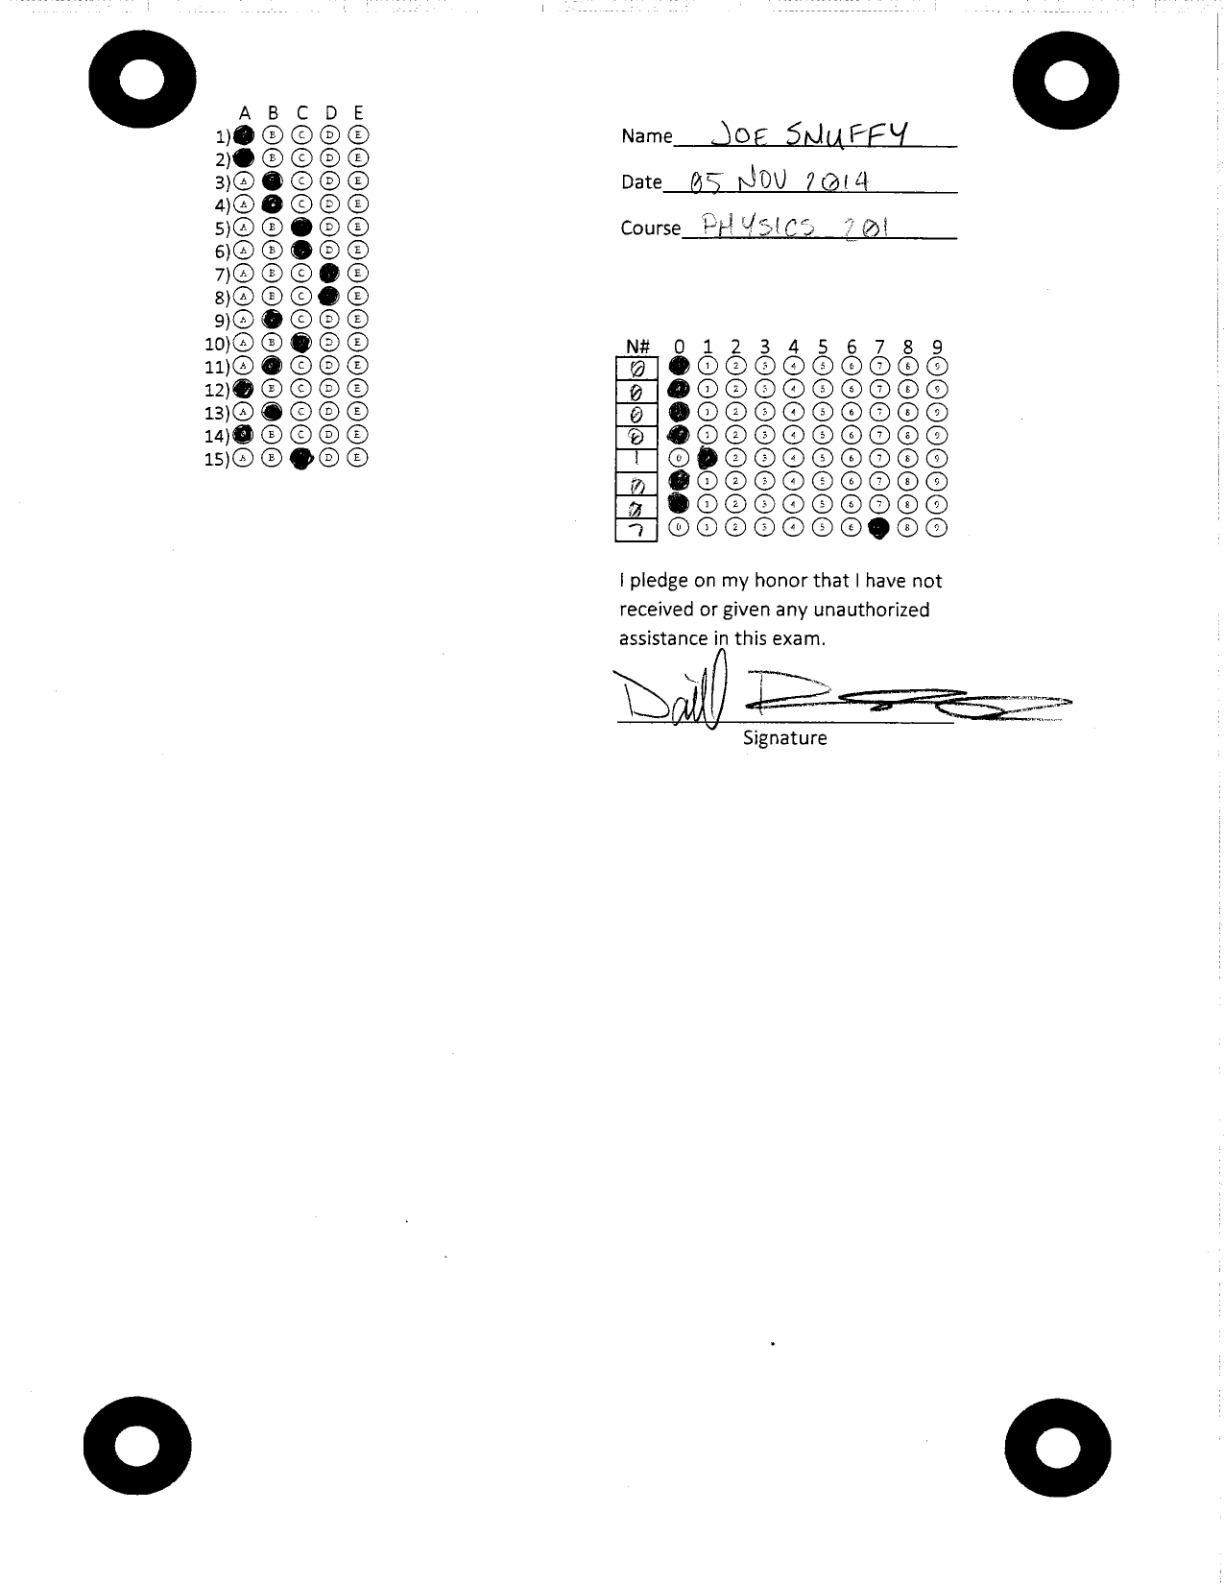 A B C D E
1) B C D E
2) B C D E
3) A C D E
4) A C D E
5) A B D E
6) A B D E
7) A B C E
8) A B C E
9) A C D E
10) A B D E
11) A C D E
12) B C D E
13) A C D E
14) B C D E
15) A B D E
Name JOE SNUFFY
Date 05 NOV 2014
Course PHYSICS 201
N# 0 1 2 3 4 5 6 7 8 9
0 1 2 3 4 5 6 7 8 9
0 1 2 3 4 5 6 7 8 9
0 1 2 3 4 5 6 7 8 9
0 1 2 3 4 5 6 7 8 9
1 0 2 3 4 5 6 7 8 9
0 1 2 3 4 5 6 7 8 9
0 1 2 3 4 5 6 7 8 9
7 0 1 2 3 4 5 6 8 9
I pledge on my honor that I have not
received or given any unauthorized
assistance in this exam.
Signature